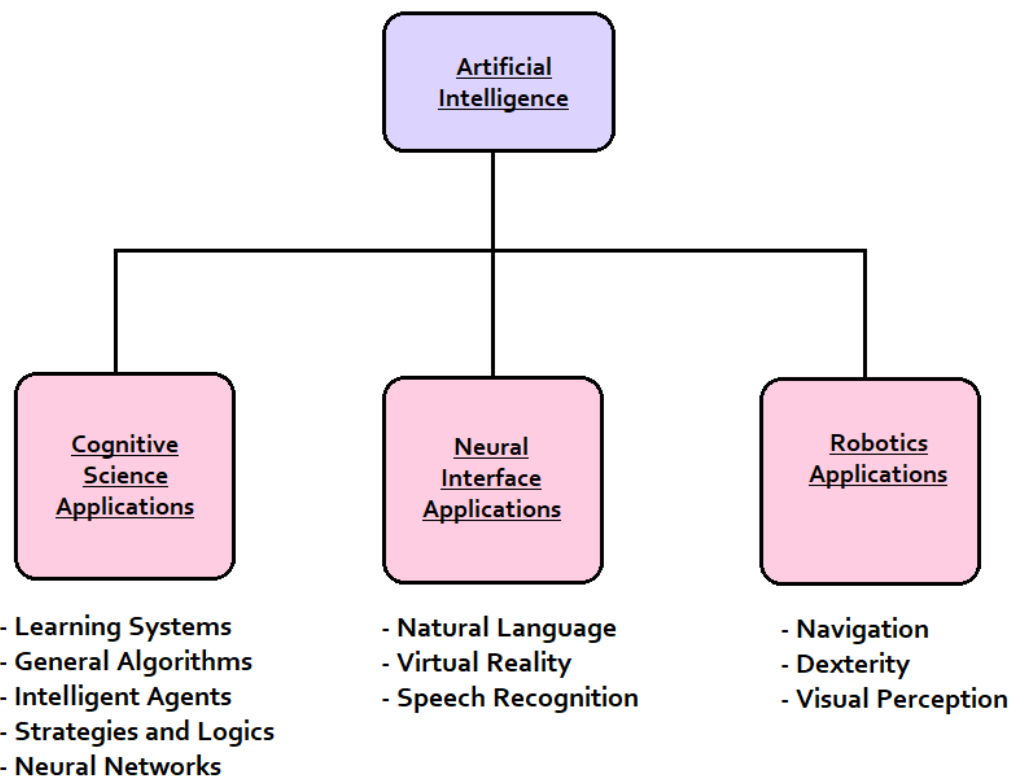 Artificial
Intelligence
Cognitive
Science
Applications
- Learning Systems
- General Algorithms
- Intelligent Agents
- Strategies and Logics
- Neural Networks
Neural
Interface
Applications
- Natural Language
- Virtual Reality
- Speech Recognition
Robotics
Applications
- Navigation
- Dexterity
- Visual Perception